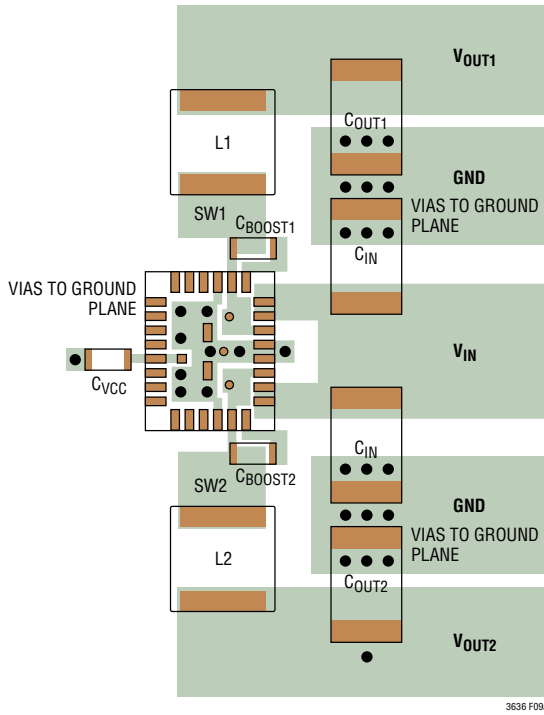 VOUT1
COUT1
L1
GND
VIAS TO GROUND
PLANE
SW1
CBOOST1
CIN
VIAS TO GROUND
PLANE
VIN
CVCC
CIN
CBOOST2
SW2
GND
VIAS TO GROUND
PLANE
L2
COUT2
VOUT2
3636 F09